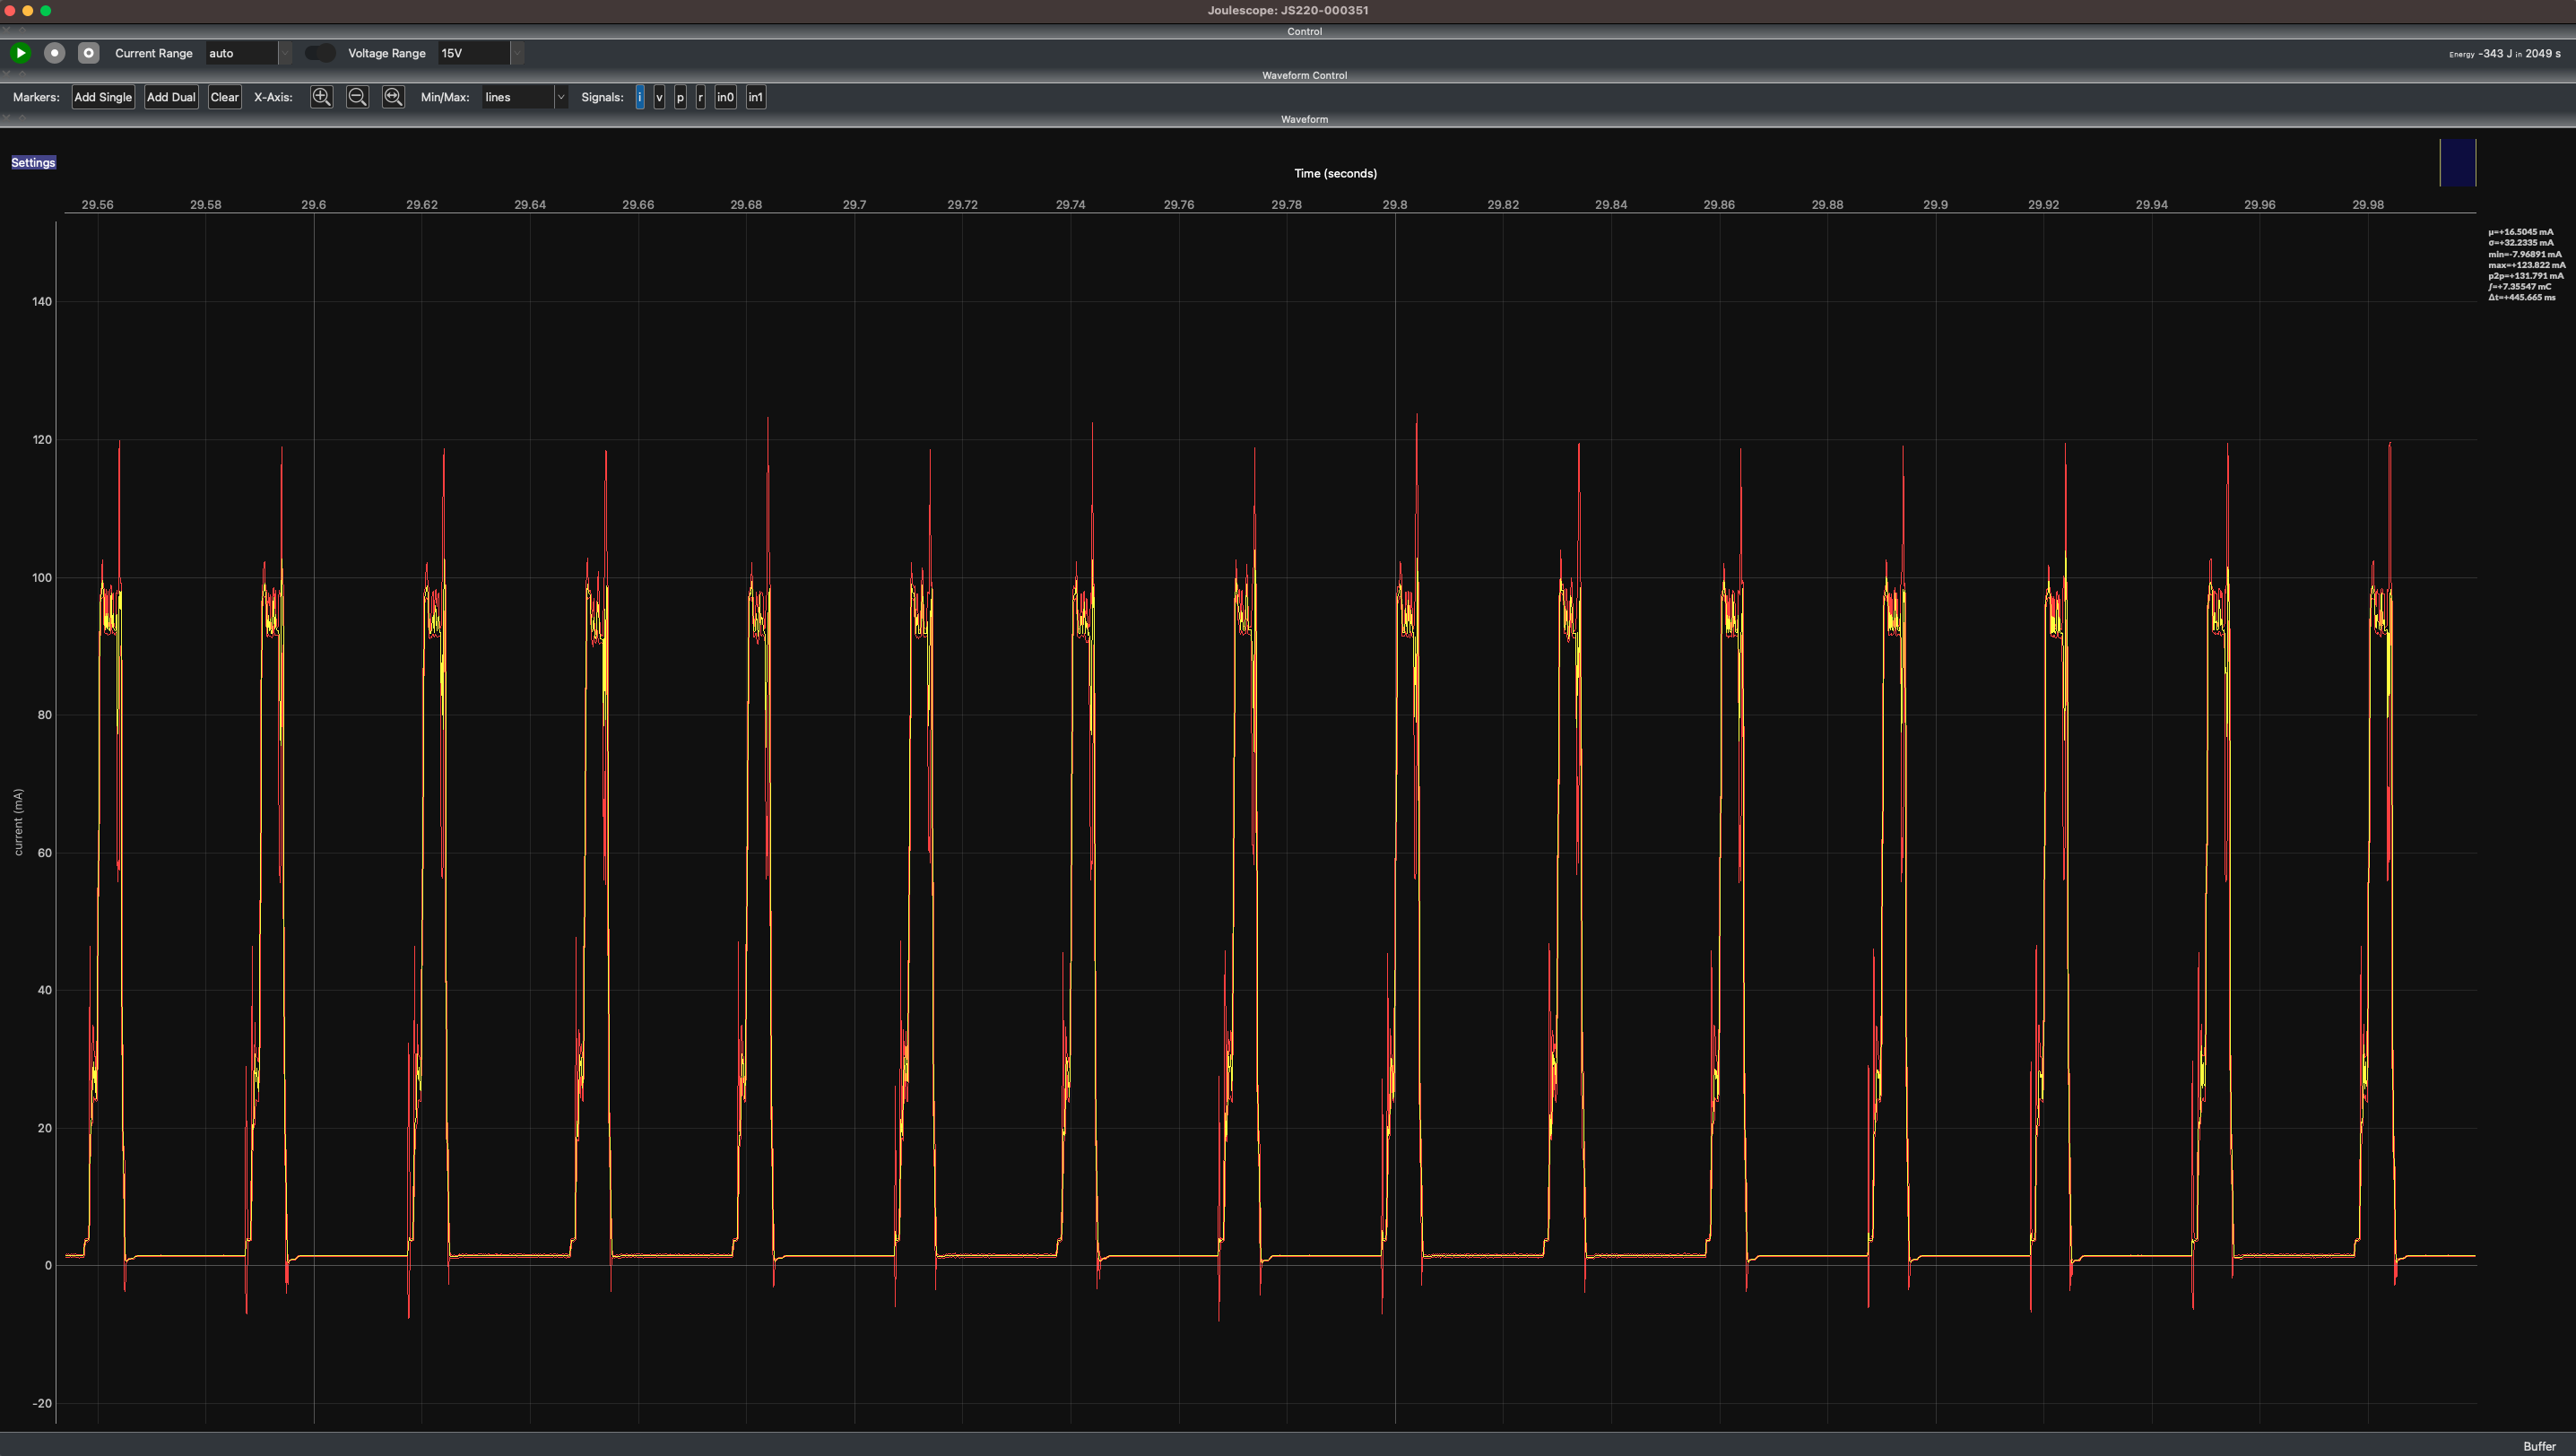 Joulescope: JS220-000351
Control
Current Range auto Voltage Range 15V Energy -343 J in 2049 s
Waveform Control
Markers: Add Single Add Dual Clear X-Axis: Min/Max: lines Signals: i v p r in0 in1
Waveform
Settings
Time (seconds)
29.56 29.58 29.6 29.62 29.64 29.66 29.68 29.7 29.72 29.74 29.76 29.78 29.8 29.82 29.84 29.86 29.88 29.9 29.92 29.94 29.96 29.98
µ=+16.5045 mA
σ=+32.2335 mA
min=-7.96891 mA
max=+123.822 mA
p2p=+131.791 mA
∫=+7.35547 mC
Δt=+445.665 ms
140
120
100
80
60
40
20
0
-20
current (mA)
Buffer